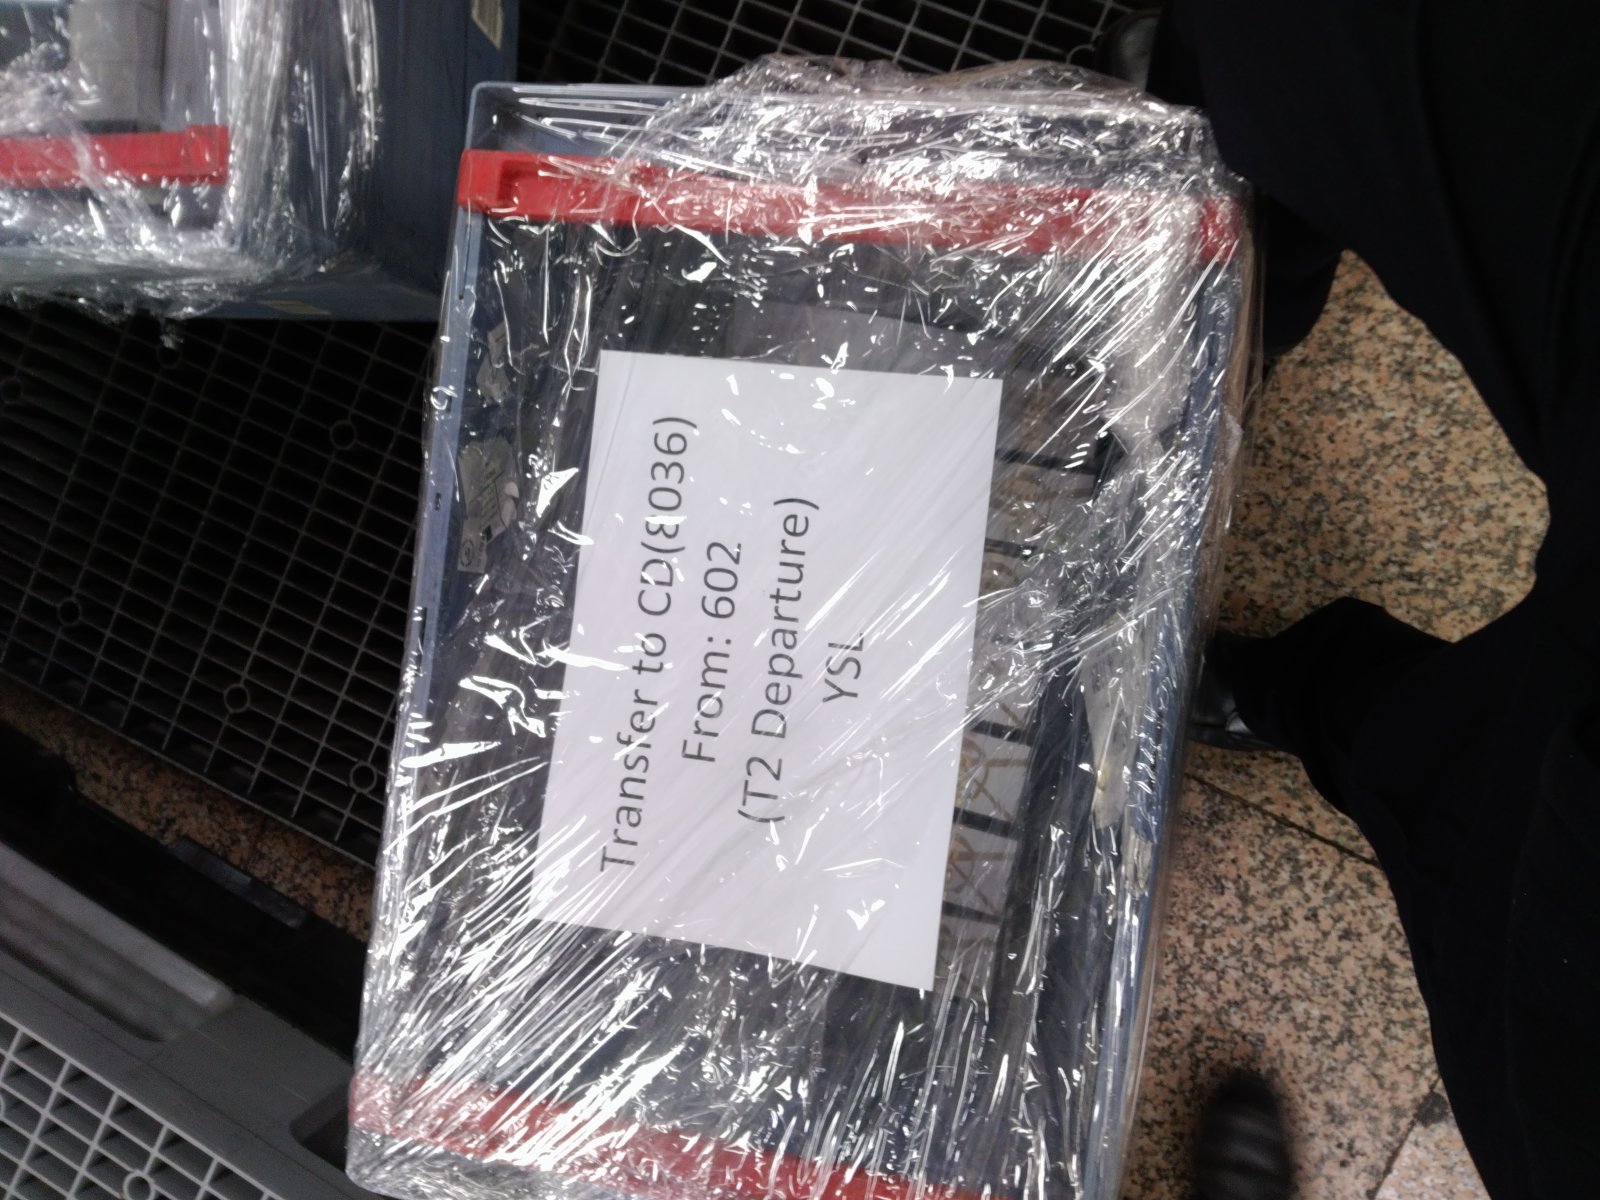 Transfer to CD(8036)
From: 602
(T2 Departure)
YSL